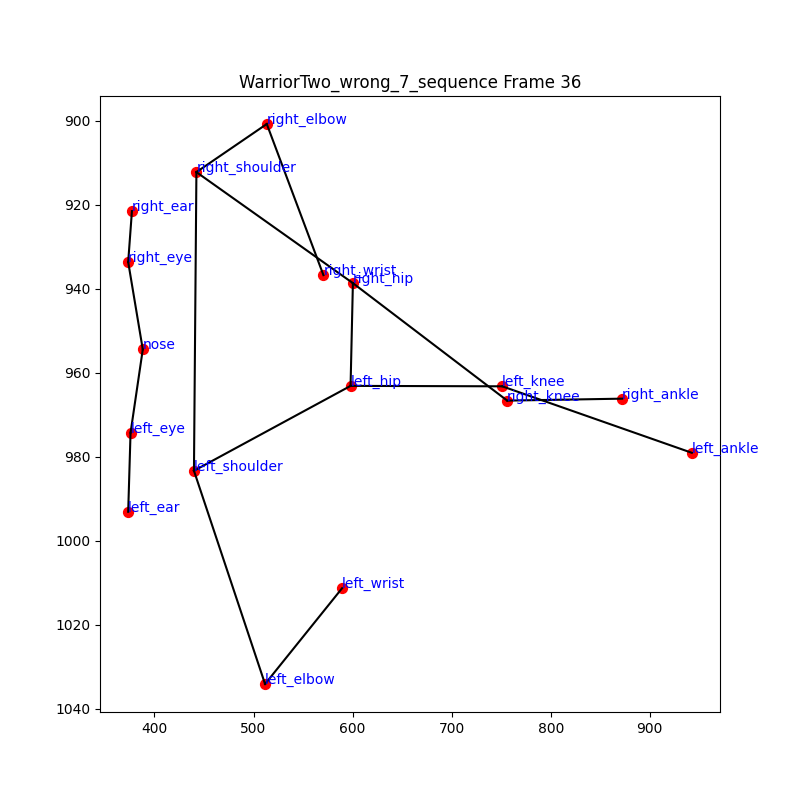 WarriorTwo_wrong_7_sequence Frame 36
900
right_elbow
right_shoulder
920
right_ear
right_eye
940
right_wrist
right_hip
nose
960
left_hip
left_knee
right_knee
right_ankle
left_eye
left_ankle
980
left_shoulder
left_ear
1000
left_wrist
1020
left_elbow
1040
400
500
600
700
800
900